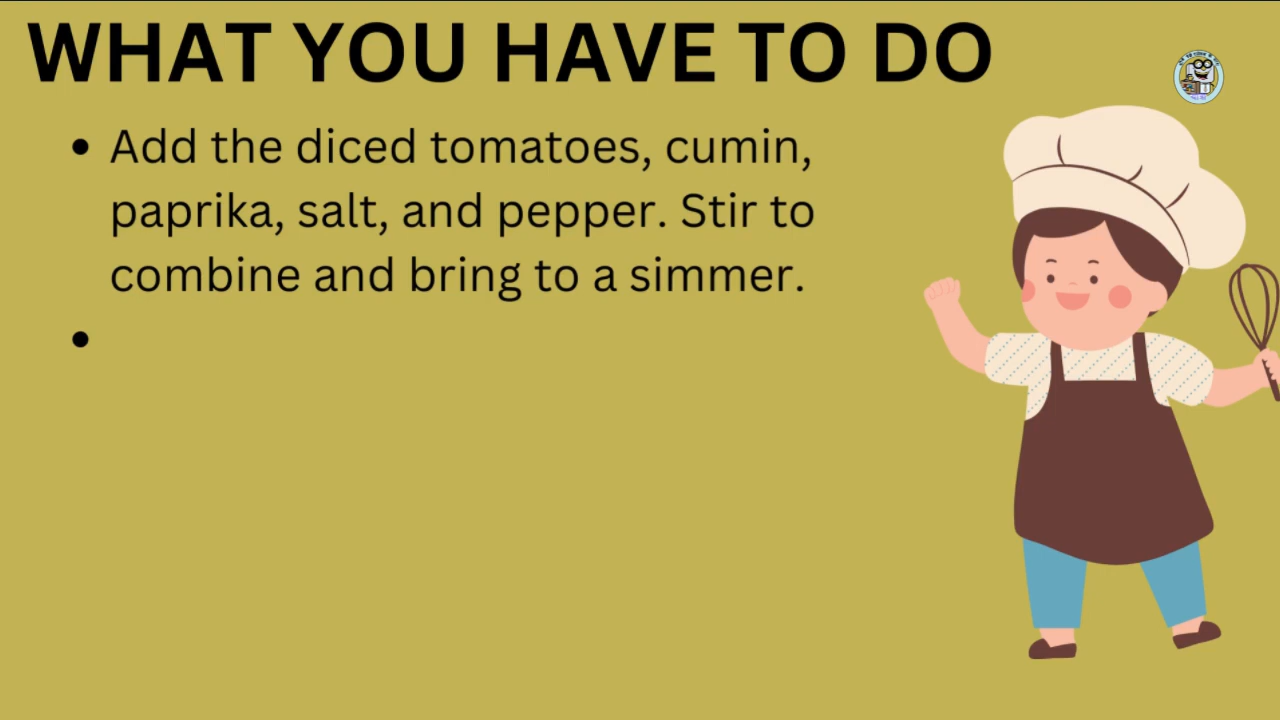 WHAT YOU HAVE TO DO
• Add the diced tomatoes, cumin,
paprika, salt, and pepper. Stir to
combine and bring to a simmer.
•